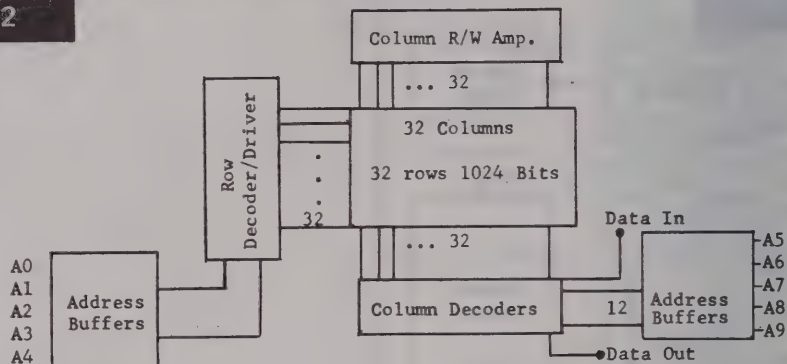 2
Column R/W Amp.
... 32
Row
Decoder/Driver
32 Columns
32 rows 1024 Bits
32
... 32
Data In
A0
A1
A2
A3
A4
Address
Buffers
Column Decoders
12
Address
Buffers
A5
A6
A7
A8
A9
Data Out